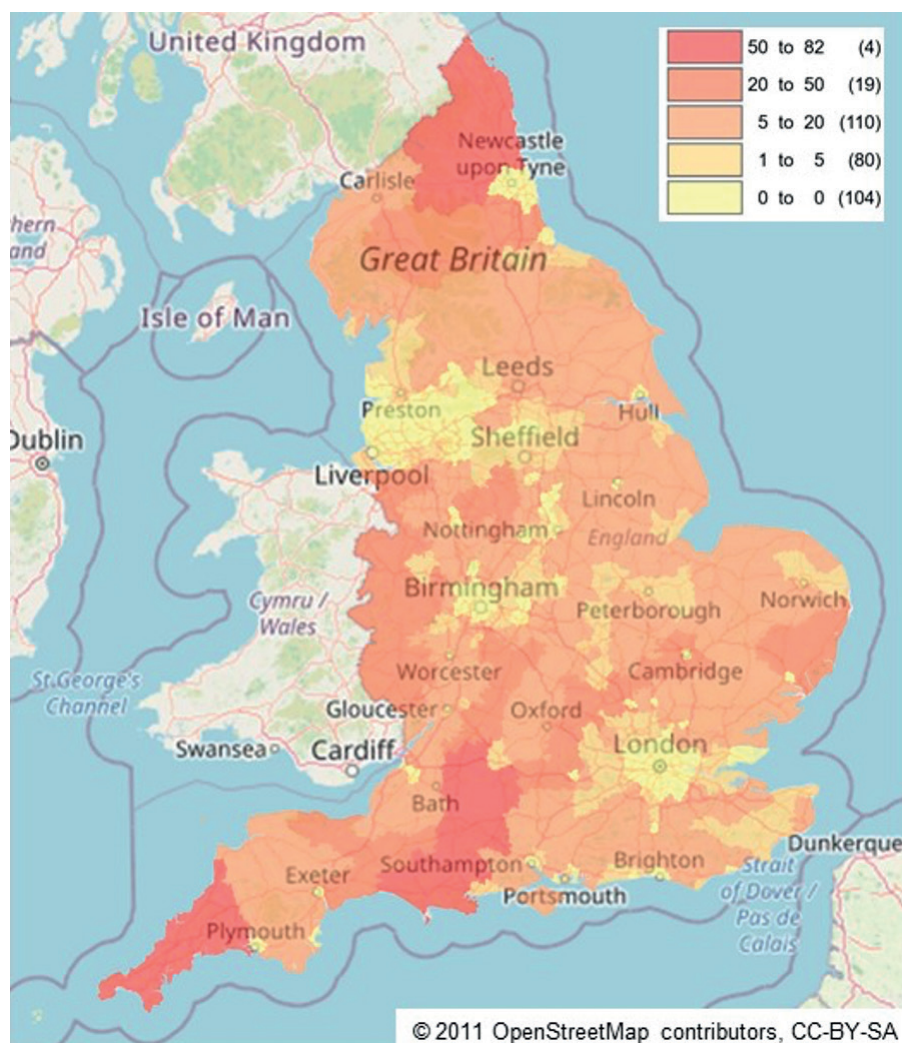 United Kingdom
50 to 82 (4)
20 to 50 (19)
5 to 20 (110)
1 to 5 (80)
0 to 0 (104)
Newcastle
upon Tyne
Carlisle
hern
and
Great Britain
Isle of Man
Leeds
Preston
Hull
Dublin
Sheffield
Liverpool
Lincoln
Nottingham
England
Birmingham
Cymru /
Wales
Peterborough
Norwich
St George's
Channel
Worcester
Cambridge
Gloucester
Oxford
Swansea
Cardiff
London
Bath
Dunkerque
Southampton
Brighton
Strait
of Dover /
Pas de
Calais
Exeter
Portsmouth
Plymouth
© 2011 OpenStreetMap contributors, CC-BY-SA